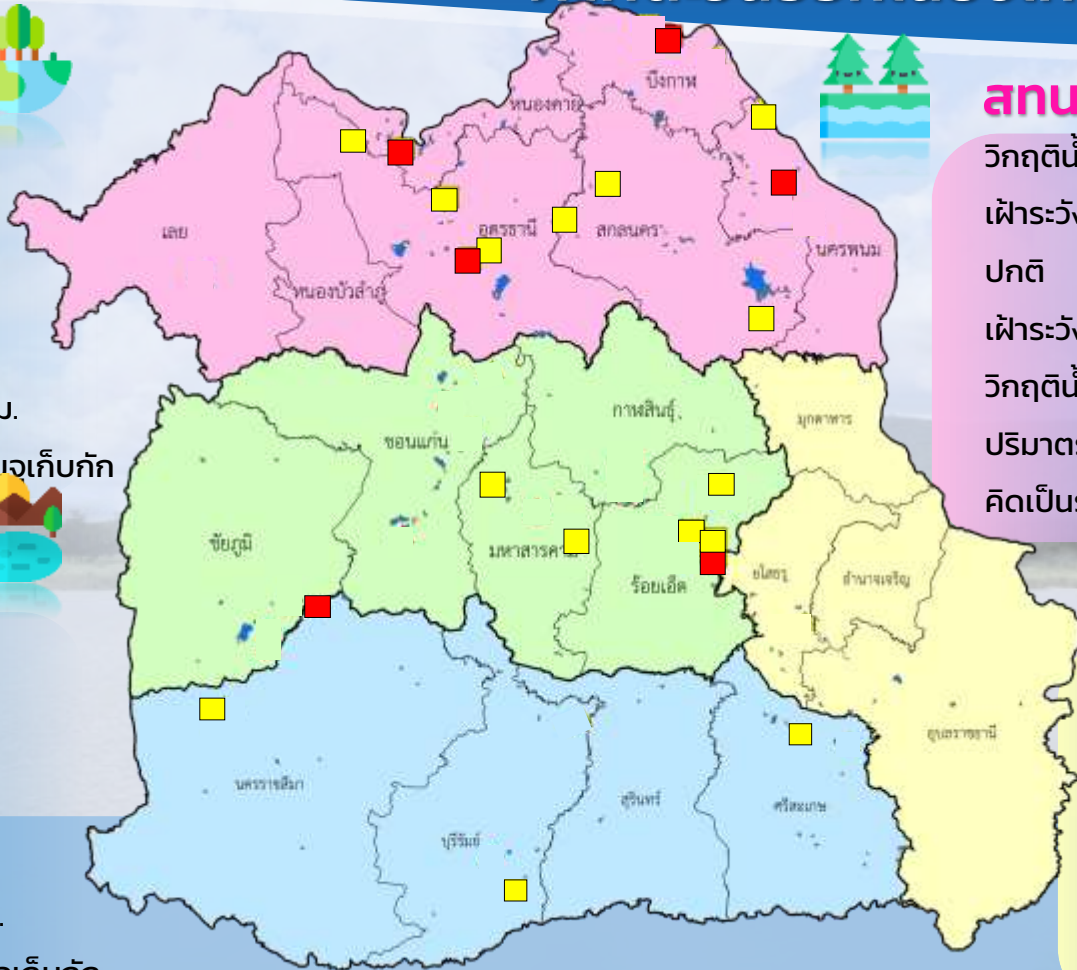 สทน
วิกฤติน้ำ
เฝ้าระวัง
ปกติ
เฝ้าระวัง
วิกฤติน้ำ
ปริมาตร
คิดเป็นร
ม.
มจุเก็บกัก
บึงกาฬ
หนองคาย
เลย
อุดรธานี
สกลนคร
นครพนม
หนองบัวลำภู
กาฬสินธุ์
มุกดาหาร
ขอนแก่น
ชัยภูมิ
มหาสารคาม
ร้อยเอ็ด
ยโสธร
อำนาจเจริญ
อุบลราชธานี
นครราชสีมา
สุรินทร์
ศรีสะเกษ
บุรีรัมย์